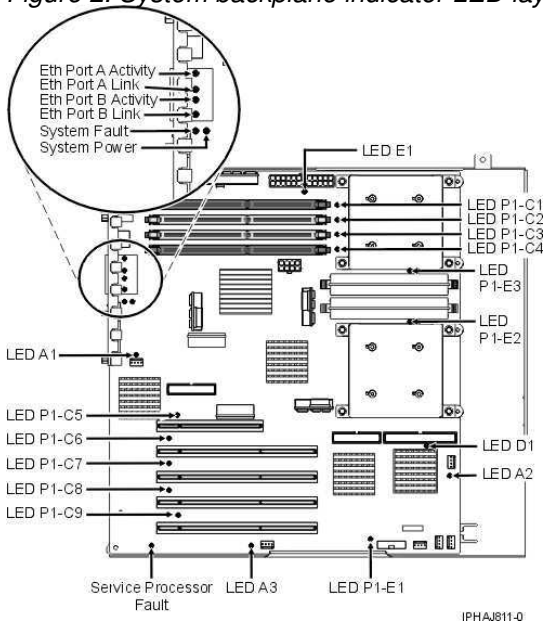 Figure 2. System backplane indicator LED lay
Eth Port A Activity
Eth Port A Link
Eth Port B Activity
Eth Port B Link
System Fault
System Power
LED E1
LED P1-C1
LED P1-C2
LED P1-C3
LED P1-C4
LED
P1-E3
LED
P1-E2
LED A1
LED P1-C5
LED P1-C6
LED P1-C7
LED P1-C8
LED P1-C9
LED D1
LED A2
Service Processor
Fault
LED A3
LED P1-E1
IPHAJ811-0